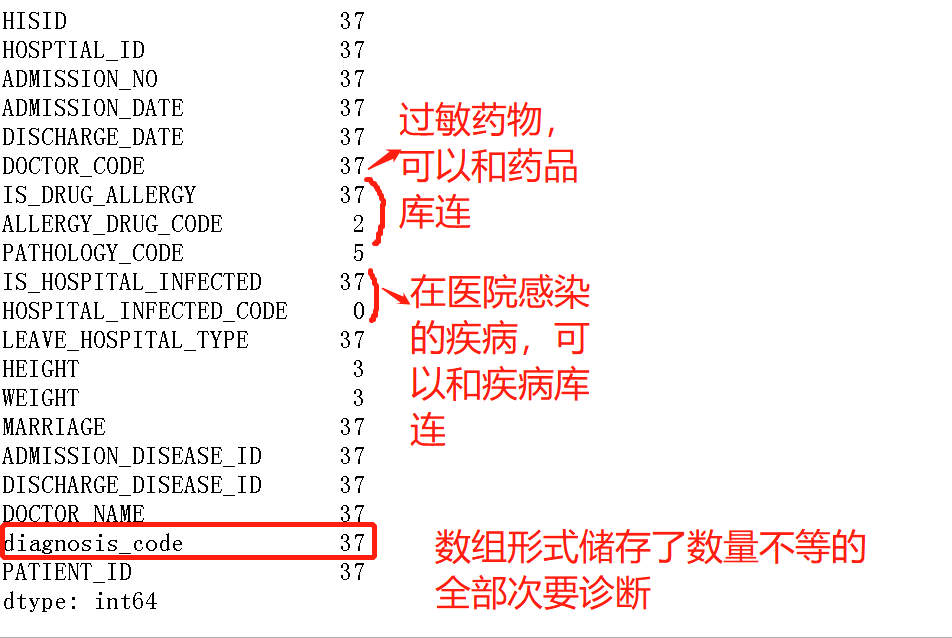 HISID 37
HOSPTIAL_ID 37
ADMISSION_NO 37
ADMISSION_DATE 37
DISCHARGE_DATE 37
DOCTOR_CODE 37
IS_DRUG_ALLERGY 37
ALLERGY_DRUG_CODE 2
PATHOLOGY_CODE 5
IS_HOSPITAL_INFECTED 37
HOSPITAL_INFECTED_CODE 0
LEAVE_HOSPITAL_TYPE 37
HEIGHT 3
WEIGHT 3
MARRIAGE 37
ADMISSION_DISEASE_ID 37
DISCHARGE_DISEASE_ID 37
DOCTOR_NAME 37
diagnosis_code 37
PATIENT_ID 37
dtype: int64
过敏药物，
可以和药品
库连
在医院感染
的疾病，可
以和疾病库
连
数组形式储存了数量不等的
全部次要诊断